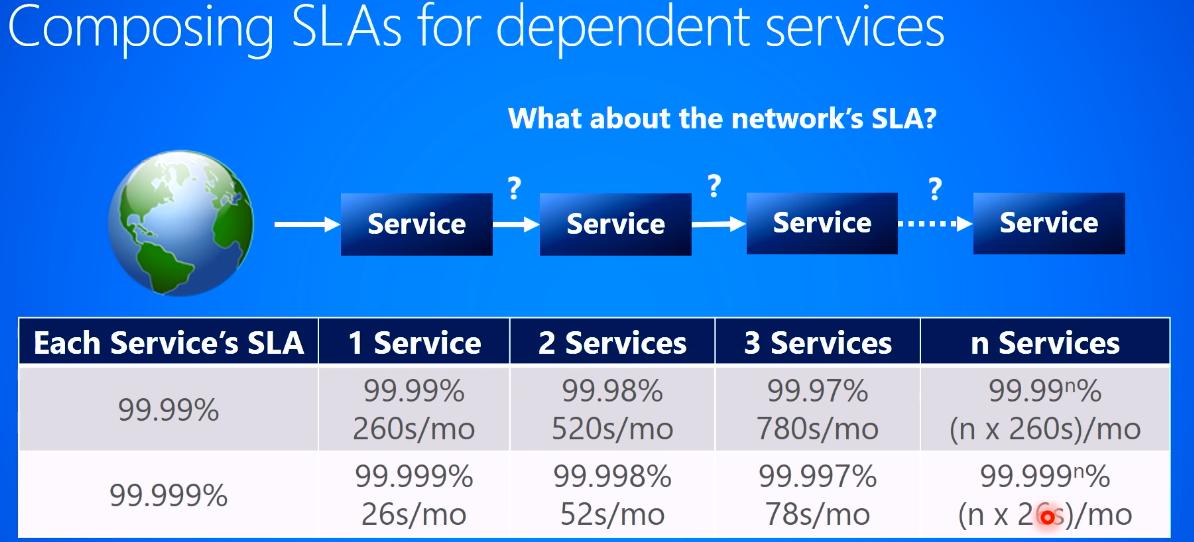 Composing SLAs for dependent services
What about the network's SLA?
? ? ?
Service Service Service Service
Each Service's SLA 1 Service 2 Services 3 Services n Services
99.99% 99.99% 99.98% 99.97% 99.99ⁿ%
260s/mo 520s/mo 780s/mo (n x 260s)/mo
99.999% 99.999% 99.998% 99.997% 99.999ⁿ%
26s/mo 52s/mo 78s/mo (n x 26s)/mo